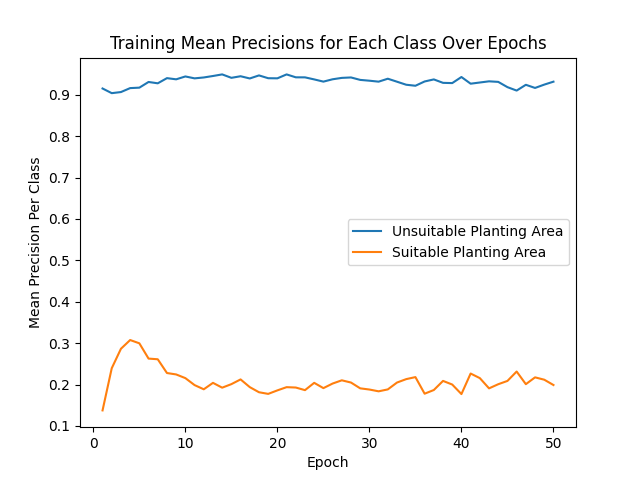 Training Mean Precisions for Each Class Over Epochs
Mean Precision Per Class
0.9
0.8
0.7
0.6
0.5
0.4
0.3
0.2
0.1
Unsuitable Planting Area
Suitable Planting Area
0 10 20 30 40 50
Epoch